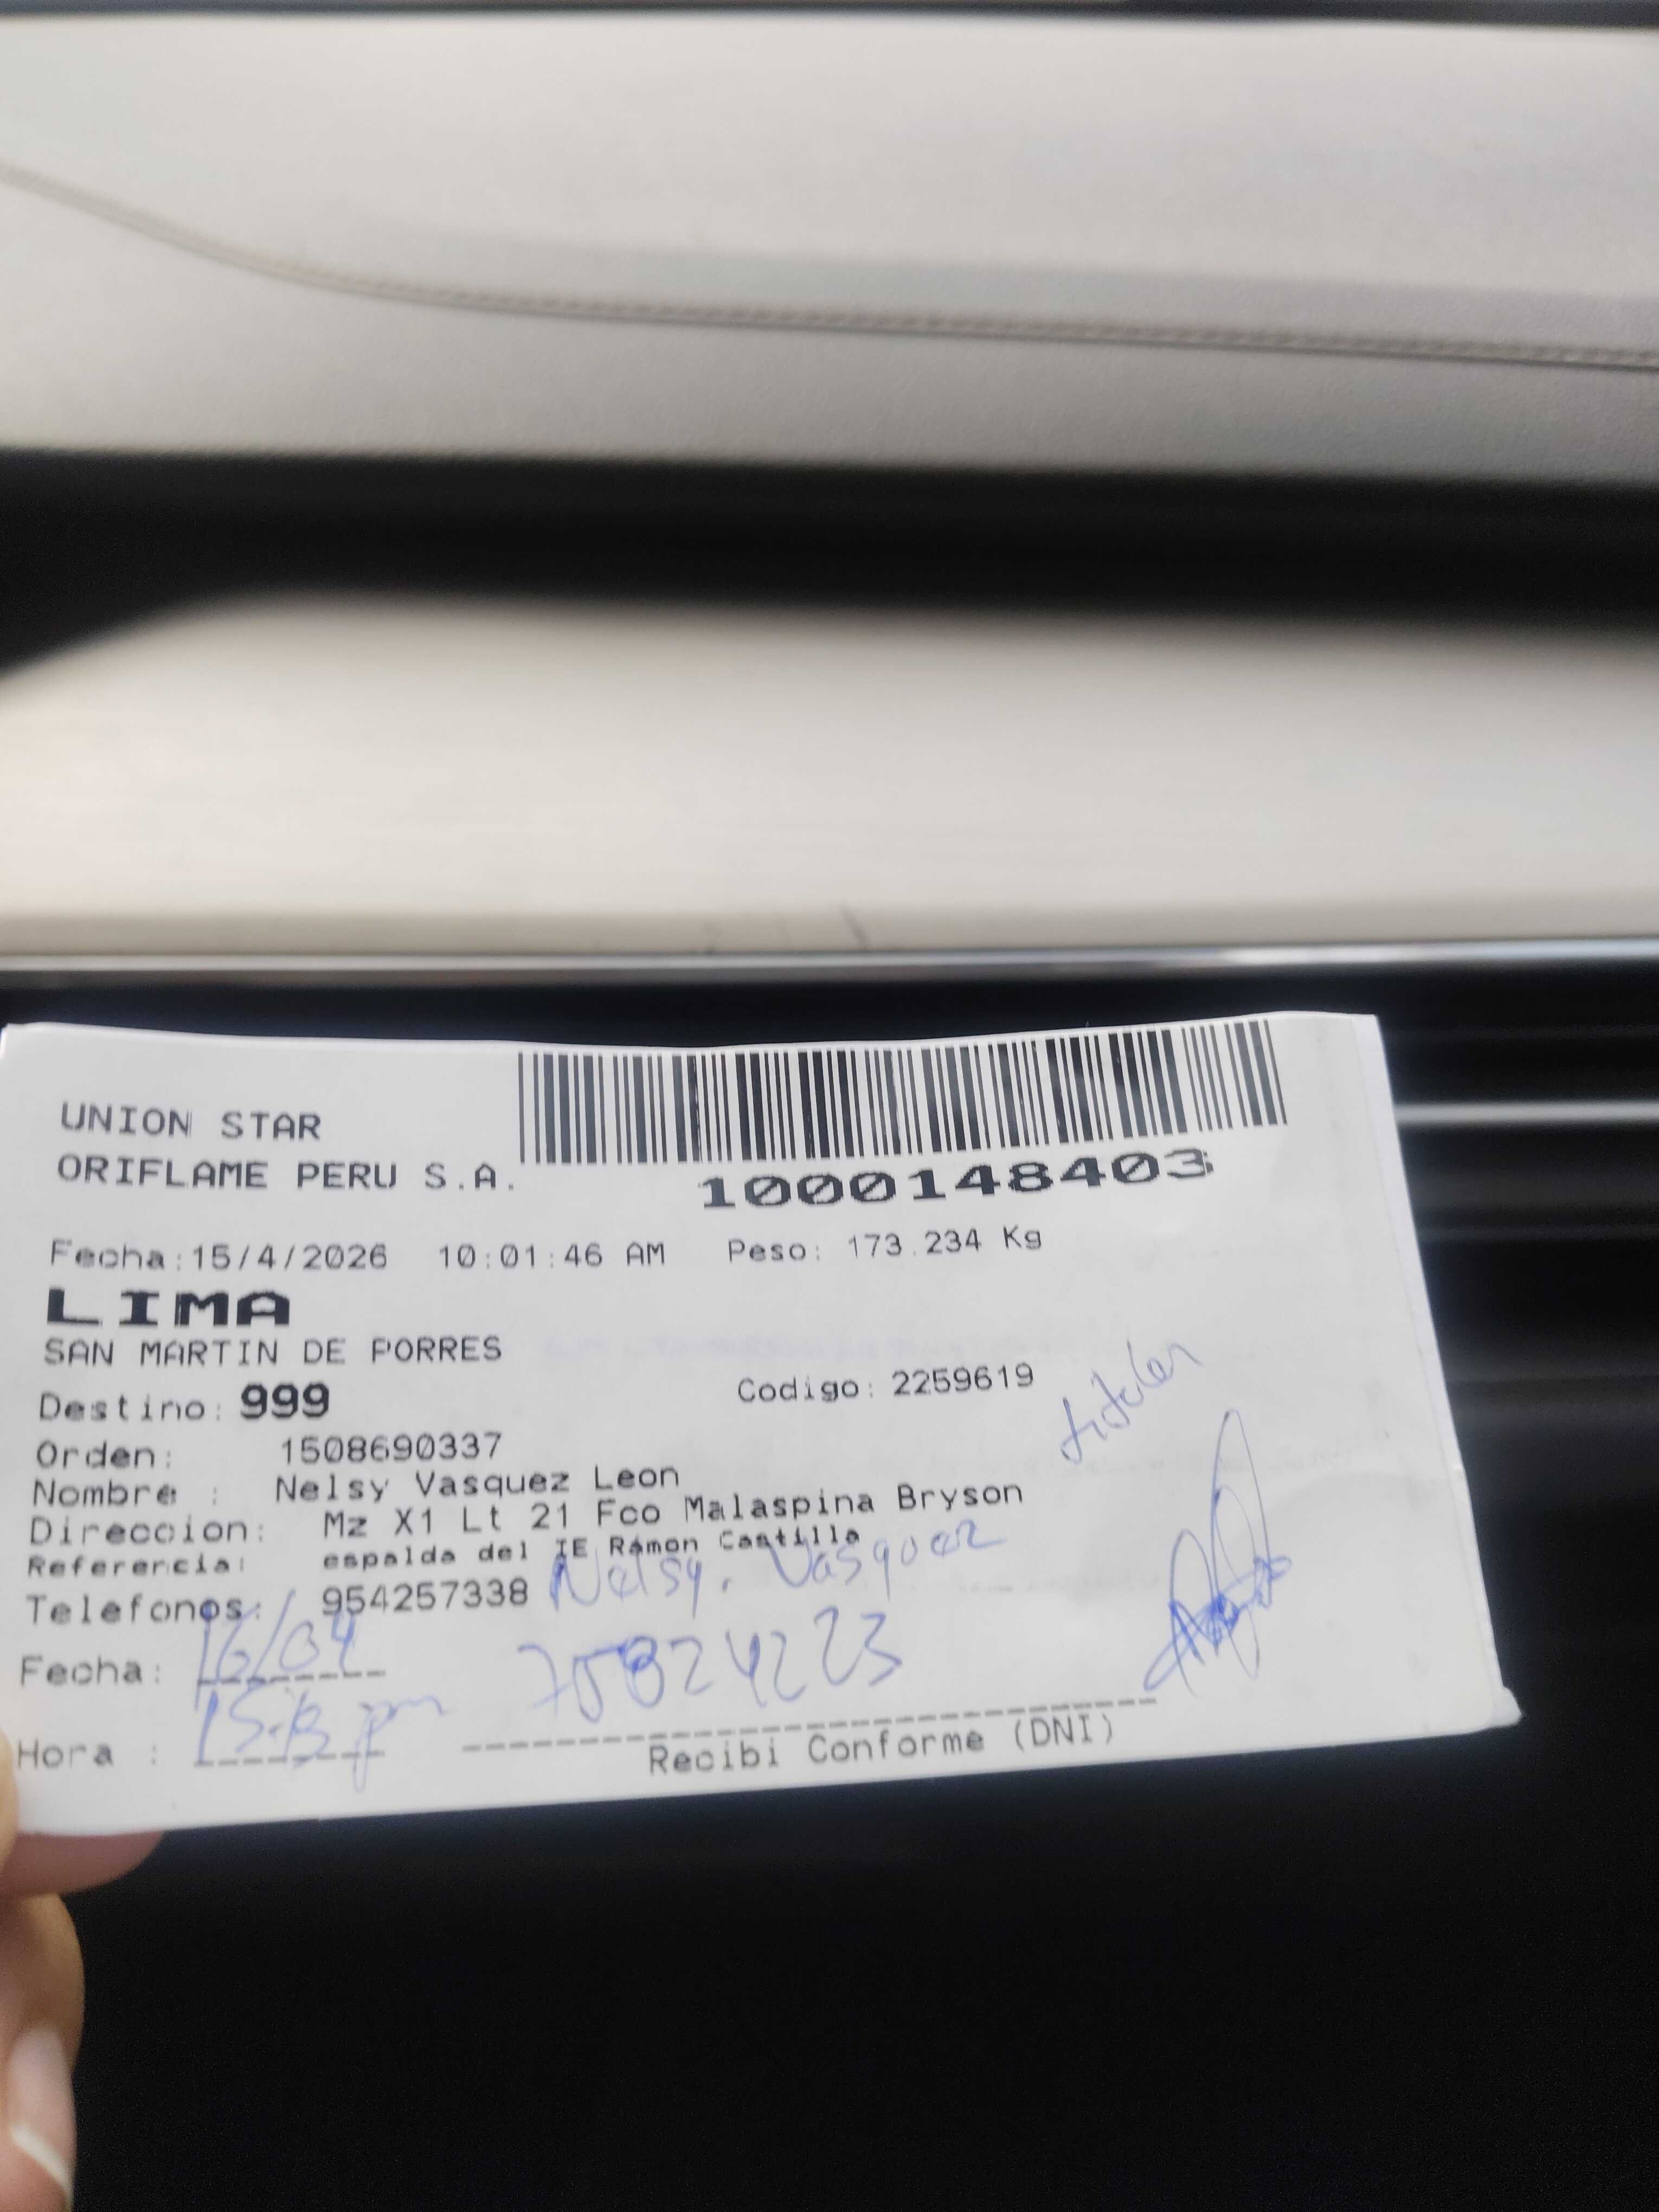 UNION STAR
ORIFLAME PERU S.A.
1000148403
Fecha:15/4/2026 10:01:46 AM Peso: 173.234 Kg
LIMA
SAN MARTIN DE PORRES
Destino: 999 Codigo: 2259619
titular
Orden: 1508690337
Nombre : Nelsy Vasquez Leon
Direccion: Mz X1 Lt 21 Fco Malaspina Bryson
Referencia: espalda del IE Ramon Castilla
Telefonos: 954257338
Nelsy. Vasquez
Fecha: 16/04
75824223
Hora : pm
Recibi Conforme (DNI)